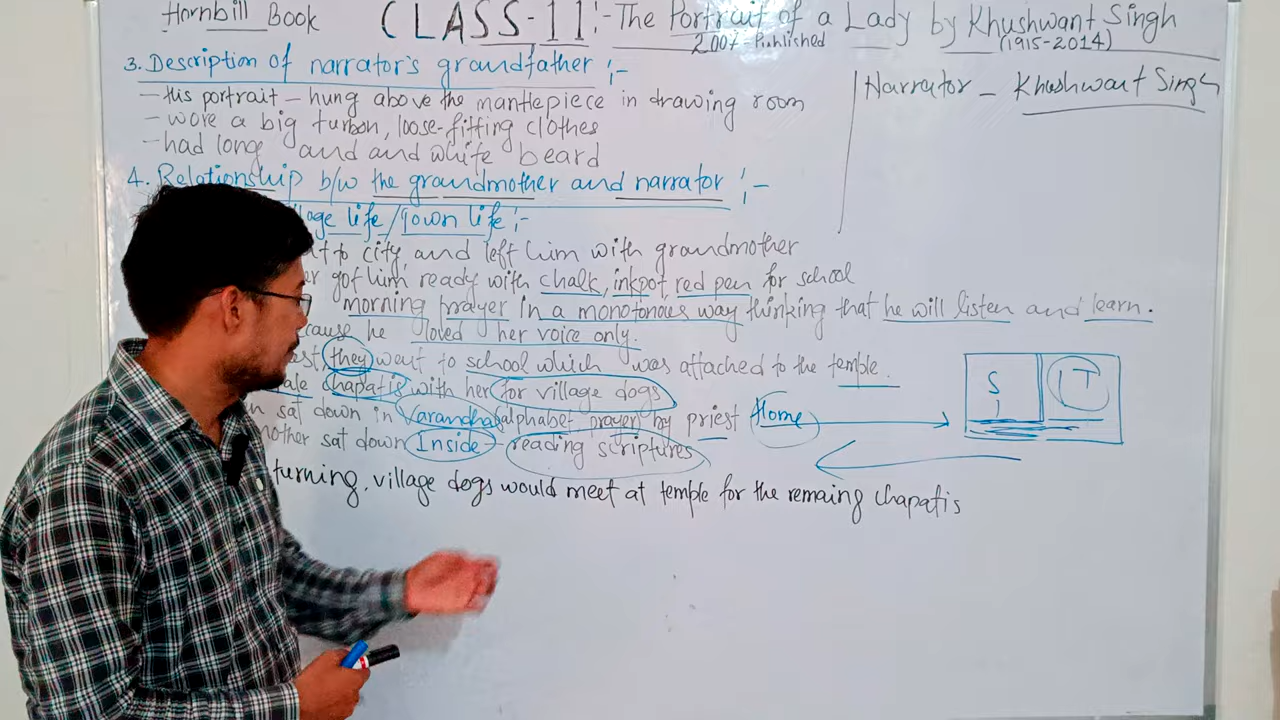 Hornbill Book CLASS-11:- The Portrait of a Lady by Khushwant Singh
2007-Published (1915-2014)
3. Description of narrator's grandfather :-
Narrator - Khushwant Singh
- His portrait - hung above the mantlepiece in drawing room
- wore a big turban, loose-fitting clothes
- had long and and white beard
4. Relationship b/w the grandmother and narrator :-
life / town life :-
to city and left him with grandmother
got him ready with chalk, inkpot red pen for school
morning prayer in a monotonous way thinking that he will listen and learn.
he loved her voice only.
they went to school which was attached to the temple.
chapatis with her for village dogs
S T
sat down in Varandha (alphabet prayer) by priest Home
sat down Inside - reading scriptures
village dogs would meet at temple for the remaing chapatis